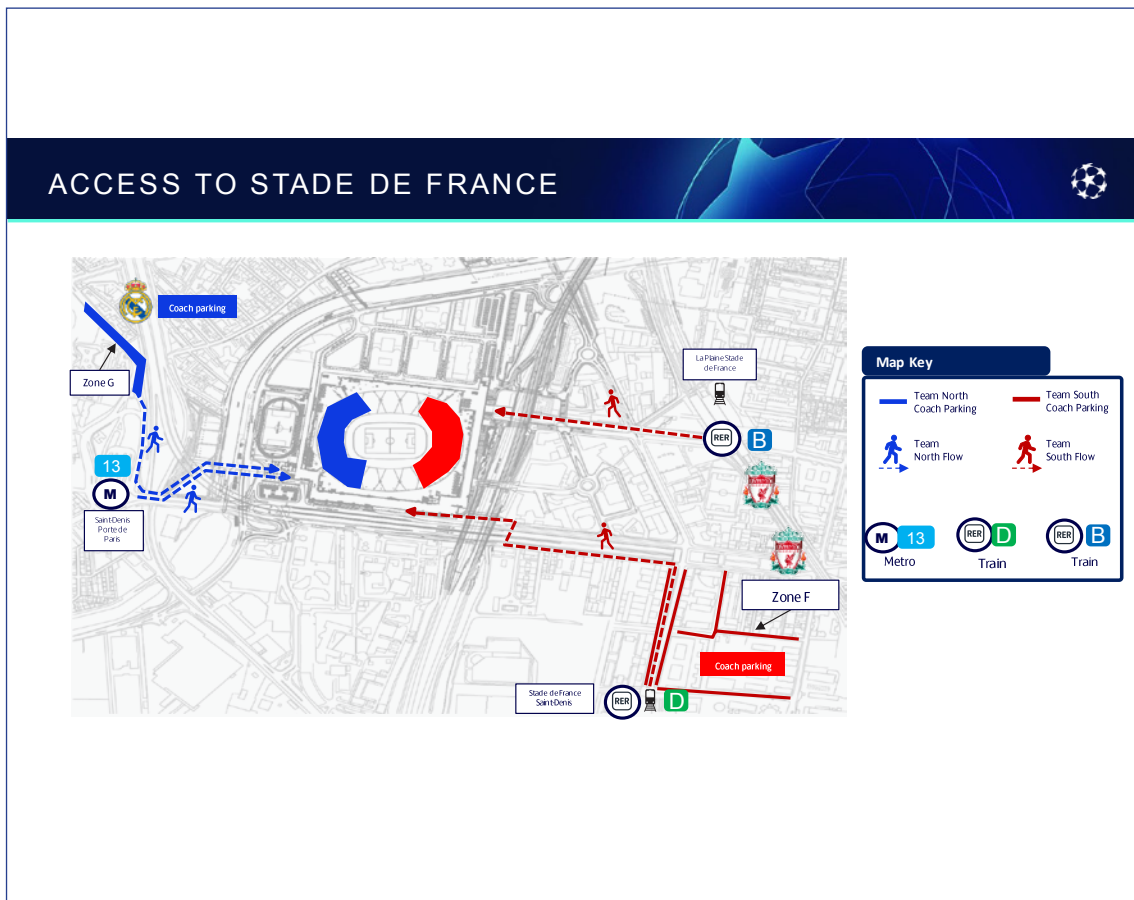 ACCESS TO STADE DE FRANCE
Coach parking
Zone G
La Plaine Stade
de France
RER
B
13
M
Saint-Denis
Porte de
Paris
Zone F
Coach parking
Stade de France
Saint-Denis
RER
D
Map Key
Team North
Coach Parking
Team South
Coach Parking
Team
North Flow
Team
South Flow
M 13
Metro
RER D
Train
RER B
Train